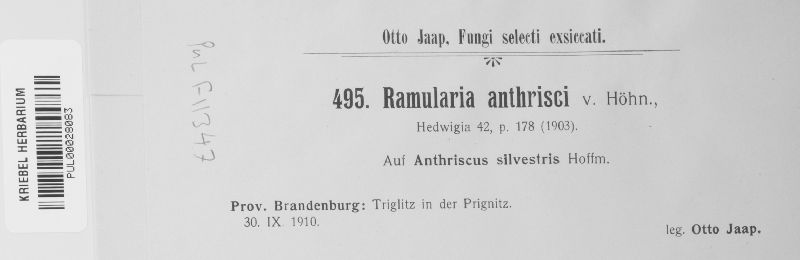 KRIEBEL HERBARIUM
PUL00028083
PUL F11347
Otto Jaap, Fungi selecti exsiccati.
495. Ramularia anthrisci v. Höhn.,
Hedwigia 42, p. 178 (1903).
Auf Anthriscus silvestris Hoffm.
Prov. Brandenburg: Triglitz in der Prignitz.
30. IX. 1910.
leg. Otto Jaap.